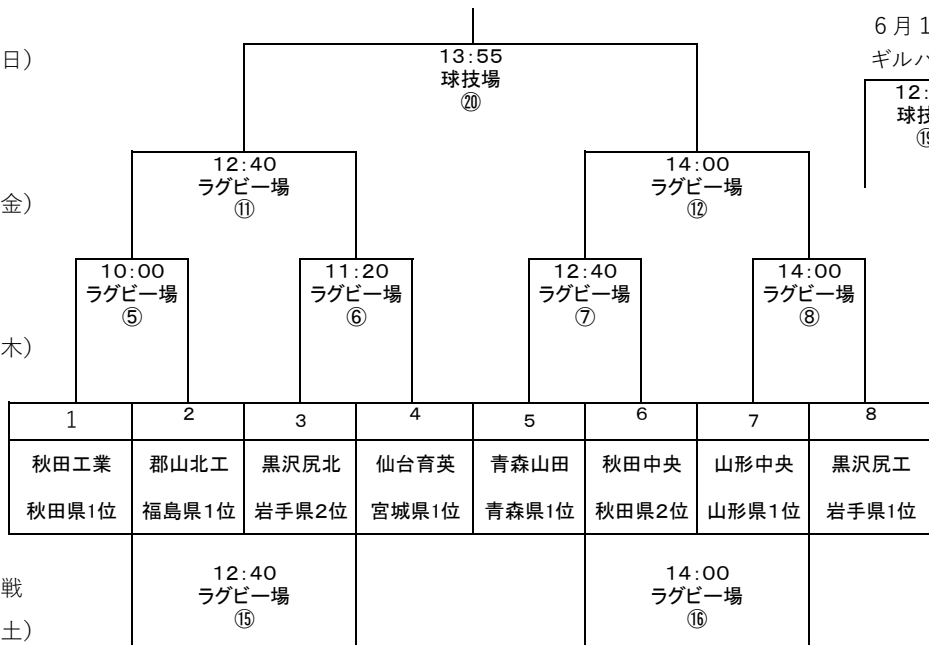 6月1
日)
ギルハ
13:55
球技場
⑳
12:
球技
⑲
12:40
ラグビー場
⑪
14:00
ラグビー場
⑫
金)
10:00
ラグビー場
⑤
11:20
ラグビー場
⑥
12:40
ラグビー場
⑦
14:00
ラグビー場
⑧
木)
1 2 3 4 5 6 7 8
秋田工業 郡山北工 黒沢尻北 仙台育英 青森山田 秋田中央 山形中央 黒沢尻工
秋田県1位 福島県1位 岩手県2位 宮城県1位 青森県1位 秋田県2位 山形県1位 岩手県1位
戦
土)
12:40
ラグビー場
⑮
14:00
ラグビー場
⑯